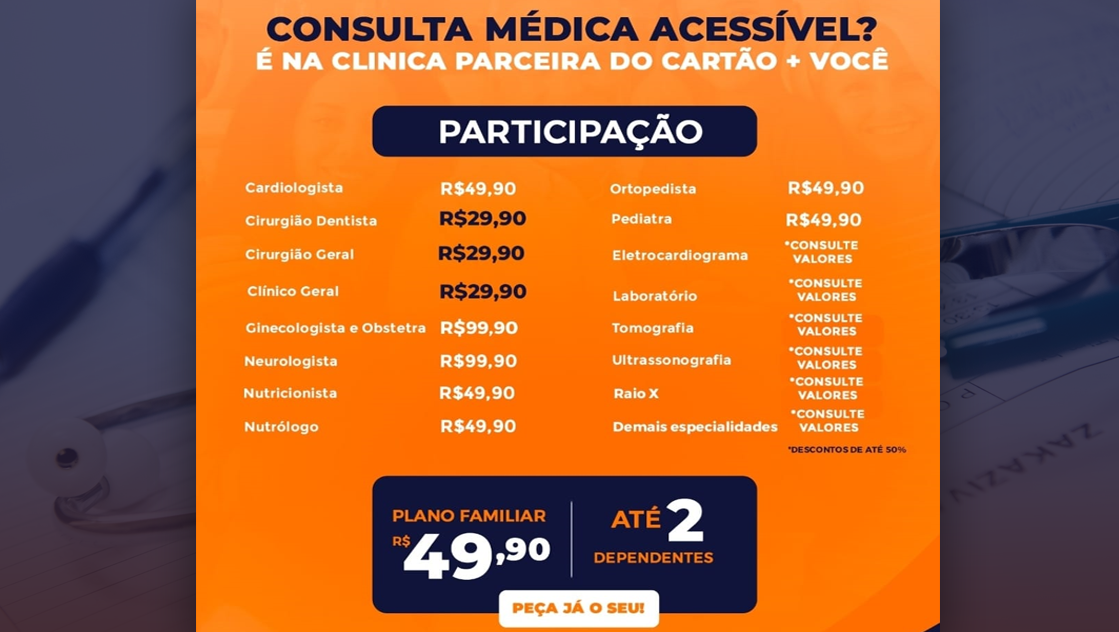 CONSULTA MÉDICA ACESSÍVEL?
É NA CLINICA PARCEIRA DO CARTÃO + VOCÊ
PARTICIPAÇÃO
Cardiologista R$49,90
Cirurgião Dentista R$29,90
Cirurgião Geral R$29,90
Clínico Geral R$29,90
Ginecologista e Obstetra R$99,90
Neurologista R$99,90
Nutricionista R$49,90
Nutrólogo R$49,90
Ortopedista R$49,90
Pediatra R$49,90
Eletrocardiograma *CONSULTE
VALORES
Laboratório *CONSULTE
VALORES
Tomografia *CONSULTE
VALORES
Ultrassonografia *CONSULTE
VALORES
Raio X *CONSULTE
VALORES
Demais especialidades *CONSULTE
VALORES
*DESCONTOS DE ATÉ 50%
PLANO FAMILIAR
R$ 49,90
ATÉ 2
DEPENDENTES
PEÇA JÁ O SEU!
ZAKAZIV